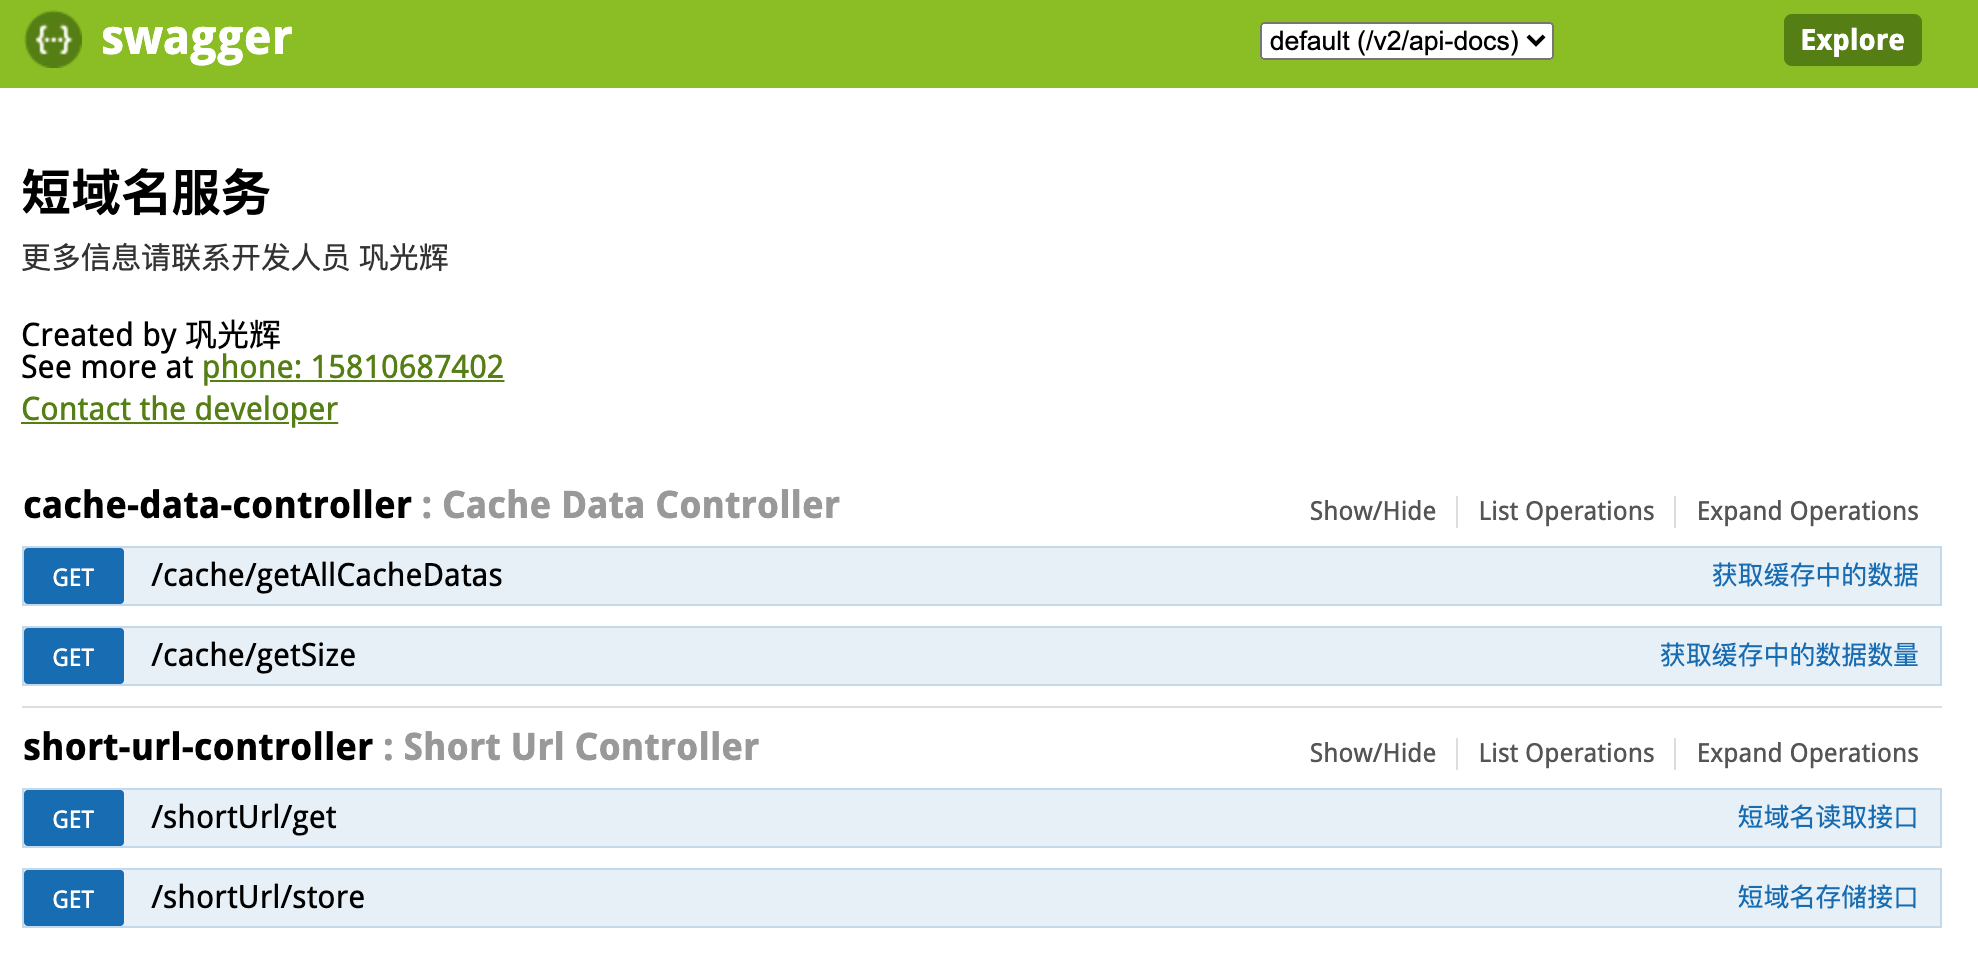 {···} swagger default (/v2/api-docs) Explore
短域名服务
更多信息请联系开发人员 巩光辉
Created by 巩光辉
See more at phone: 15810687402
Contact the developer
cache-data-controller : Cache Data Controller Show/Hide List Operations Expand Operations
GET /cache/getAllCacheDatas 获取缓存中的数据
GET /cache/getSize 获取缓存中的数据数量
short-url-controller : Short Url Controller Show/Hide List Operations Expand Operations
GET /shortUrl/get 短域名读取接口
GET /shortUrl/store 短域名存储接口